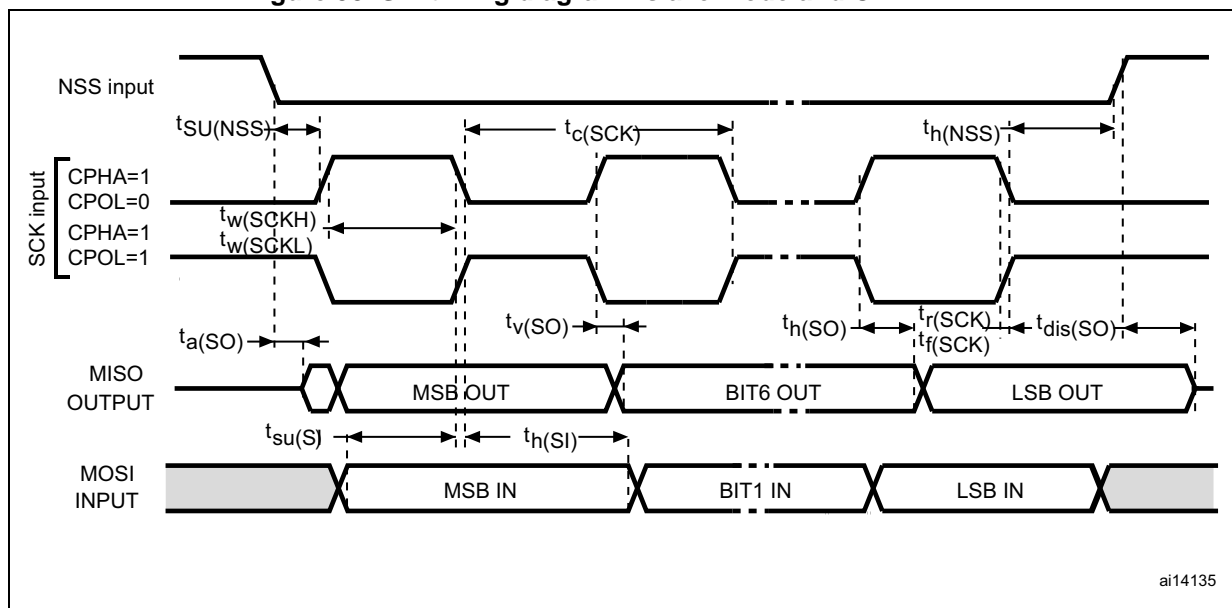 NSS input
tSU(NSS)
tc(SCK)
th(NSS)
SCK input
CPHA=1
CPOL=0
CPHA=1
CPOL=1
tw(SCKH)
tw(SCKL)
ta(SO)
tv(SO)
th(SO)
tr(SCK)
tf(SCK)
tdis(SO)
MISO
OUTPUT
MSB OUT
BIT6 OUT
LSB OUT
tsu(SI)
th(SI)
MOSI
INPUT
MSB IN
BIT1 IN
LSB IN
ai14135